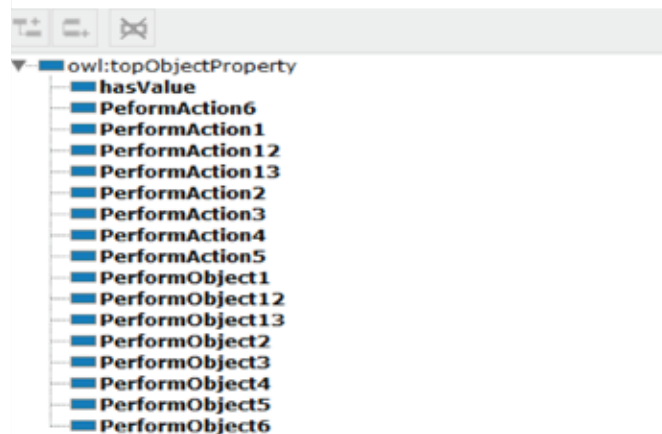 owl:topObjectProperty
hasValue
PeformAction6
PerformAction1
PerformAction12
PerformAction13
PerformAction2
PerformAction3
PerformAction4
PerformAction5
PerformObject1
PerformObject12
PerformObject13
PerformObject2
PerformObject3
PerformObject4
PerformObject5
PerformObject6